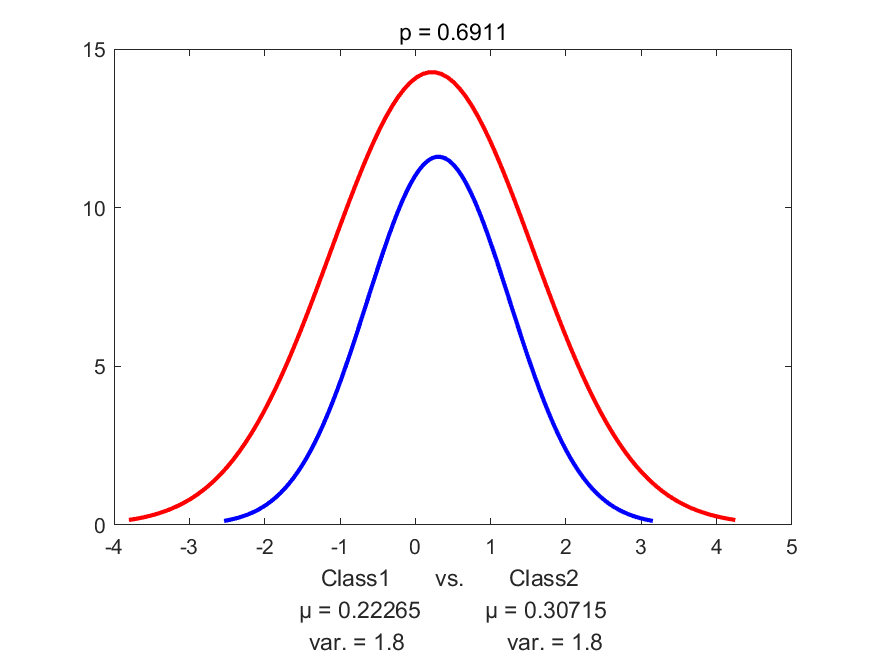 p = 0.6911
15
10
5
0
-4 -3 -2 -1 0 1 2 3 4 5
Class1 vs. Class2
μ = 0.22265 μ = 0.30715
var. = 1.8 var. = 1.8